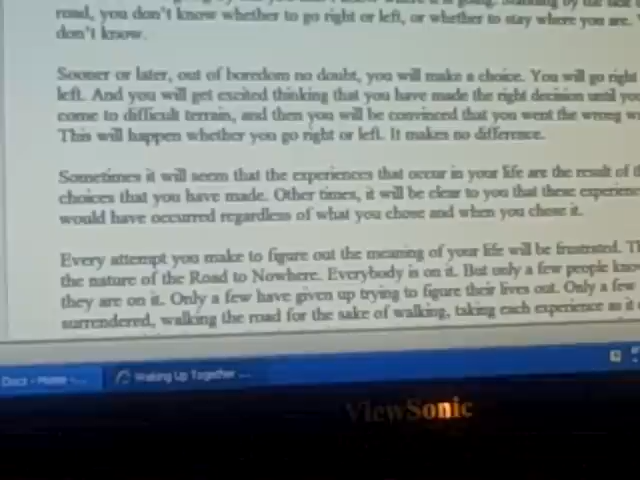 road, you don't know whether to go right or left, or whether to stay where you are.
don't know.
Sooner or later, out of boredom no doubt, you will make a choice. You will go right
left. And you will get excited thinking that you have made the right decision until you
come to difficult terrain, and then you will be convinced that you went the wrong
This will happen whether you go right or left. It makes no difference.
Sometimes it will seem that the experiences that occur in your life are the result of
choices that you have made. Other times, it will be clear to you that these
would have occurred regardless of what you chose and when you chose it.
Every attempt you make to figure out the meaning of your life will be frustrated.
the nature of the Road to Nowhere. Everybody is on it. But only a few people
they are on it. Only a few have given up trying to figure their lives out. Only a few
surrendered, walking the road for the sake of walking, taking each experience as it
Docs - Home - ...
Waking Up Together ...
ViewSonic